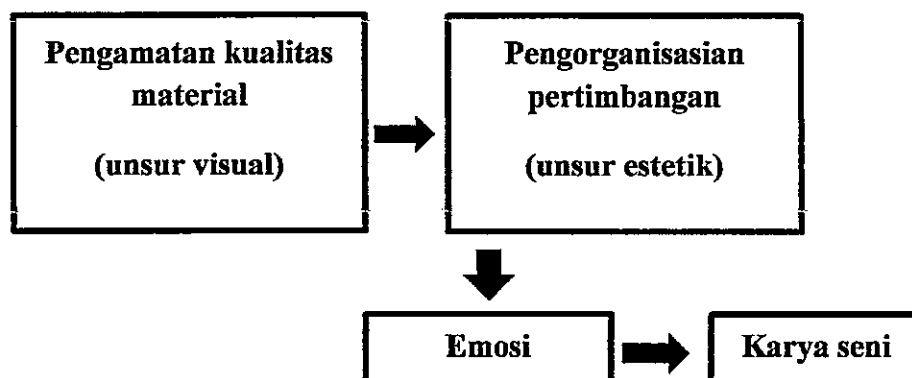 Pengamatan kualitas
material
(unsur visual)
Pengorganisasian
pertimbangan
(unsur estetik)
Emosi
Karya seni